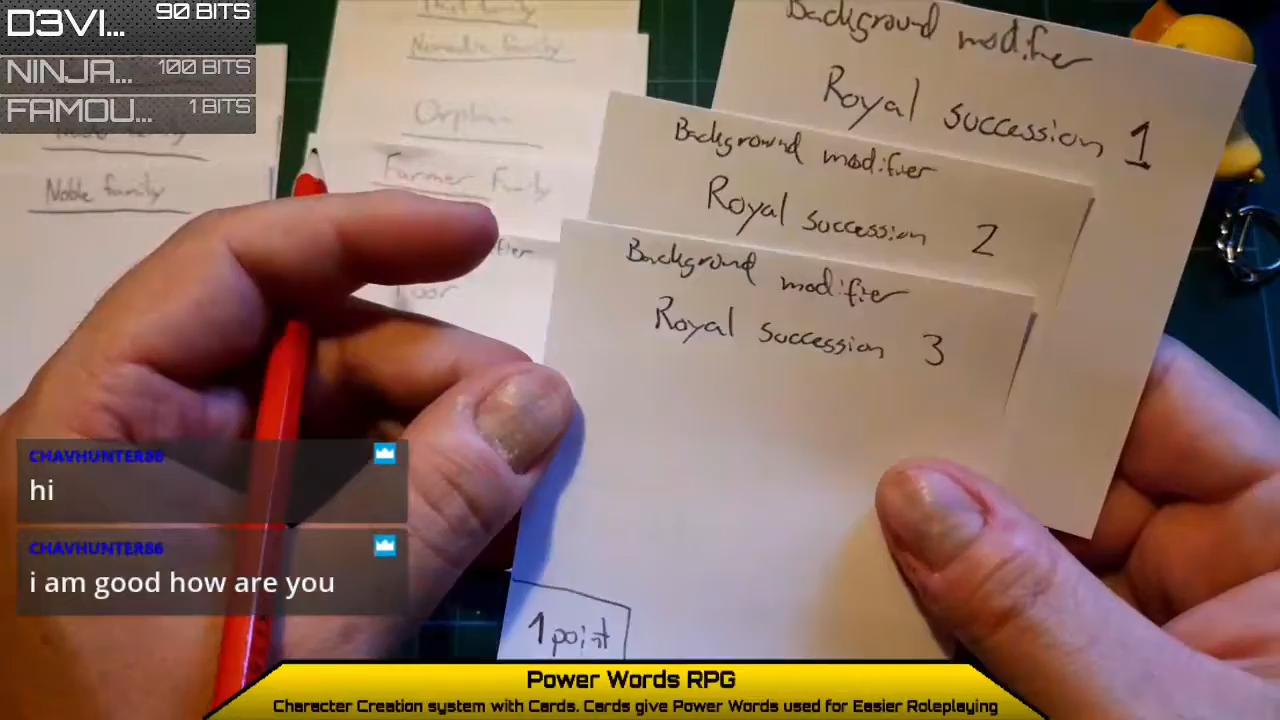 D3VI... 90 BITS
NINJA... 100 BITS
FAMOU... 1 BITS
Noble family
Nomadic family
Orphan
Farmer Family
Background modifier
Royal succession 1
Background modifier
Royal succession 2
Background modifier
Royal succession 3
1 point
CHAVHUNTER86
hi
CHAVHUNTER86
i am good how are you
Power Words RPG
Character Creation system with Cards. Cards give Power Words used for Easier Roleplaying